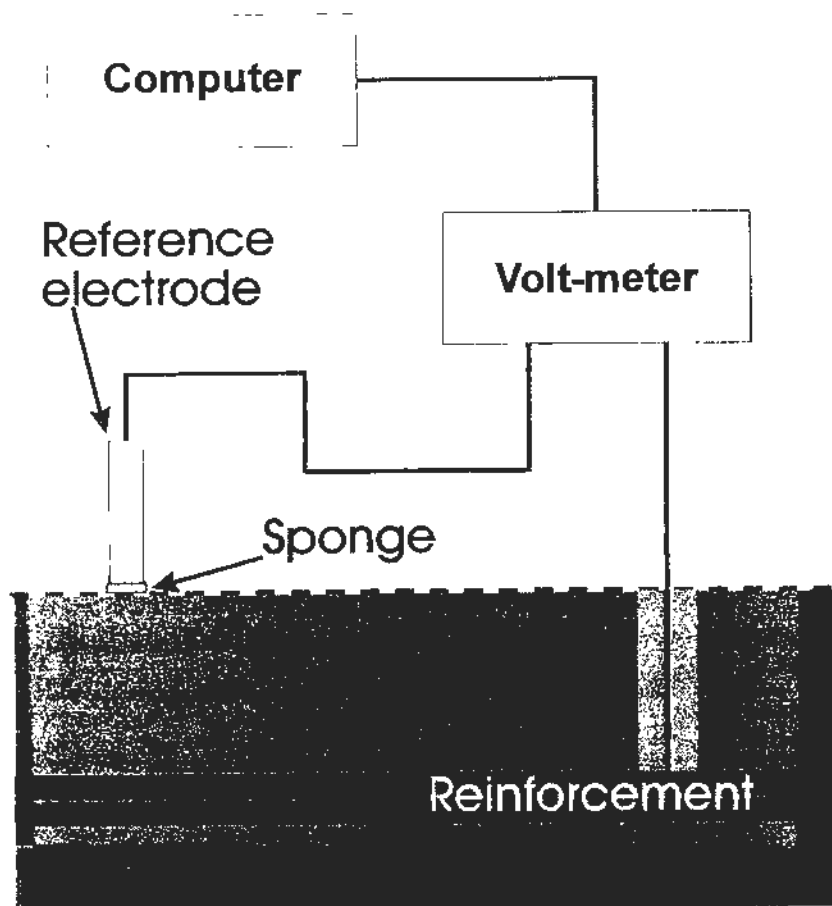 Computer
Reference
electrode
Volt-meter
Sponge
Reinforcement